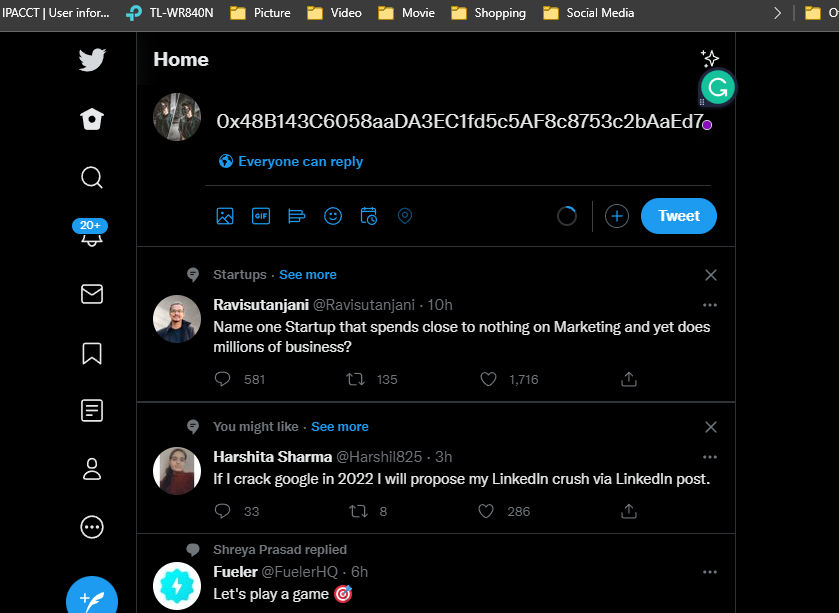 IPACCT | User infor...
TL-WR840N
Picture
Video
Movie
Shopping
Social Media
Home
0x48B143C6058aaDA3EC1fd5c5AF8c8753c2bAaEd7
Everyone can reply
GIF
Tweet
20+
Startups · See more
Ravisutanjani @Ravisutanjani · 10h
Name one Startup that spends close to nothing on Marketing and yet does
millions of business?
581 135 1,716
You might like · See more
Harshita Sharma @Harshil825 · 3h
If I crack google in 2022 I will propose my LinkedIn crush via LinkedIn post.
33 8 286
Shreya Prasad replied
Fueler @FuelerHQ · 6h
Let's play a game 🎯